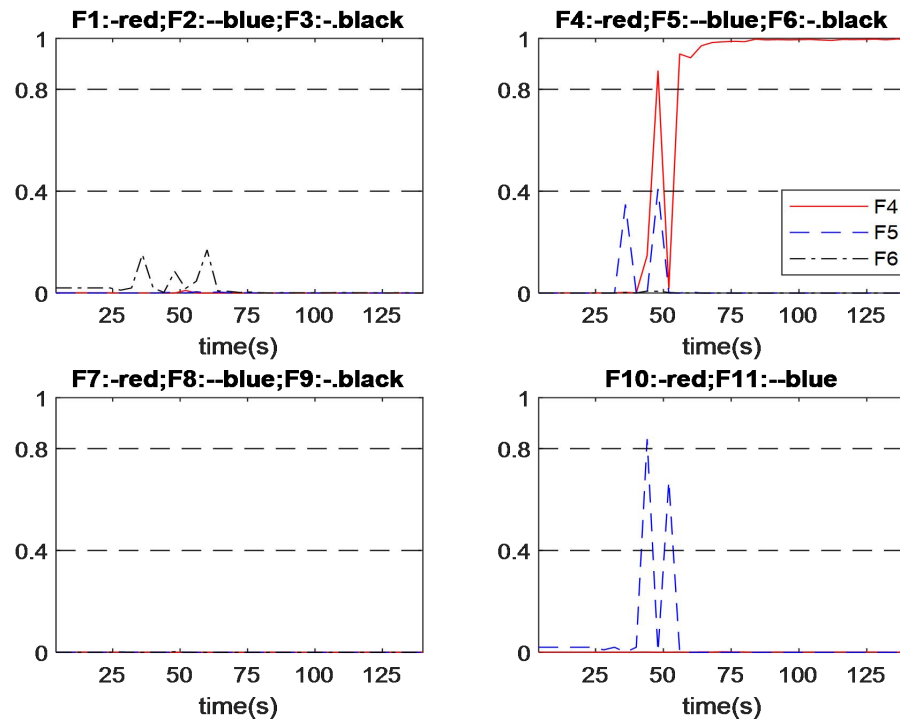 F1:-red;F2:--blue;F3:-.black
1
0.8
0.4
0
25 50 75 100 125
time(s)
F4:-red;F5:--blue;F6:-.black
1
0.8
0.4
0
F4
F5
F6
25 50 75 100 125
time(s)
F7:-red;F8:--blue;F9:-.black
1
0.8
0.4
0
25 50 75 100 125
time(s)
F10:-red;F11:--blue
1
0.8
0.4
0
25 50 75 100 125
time(s)